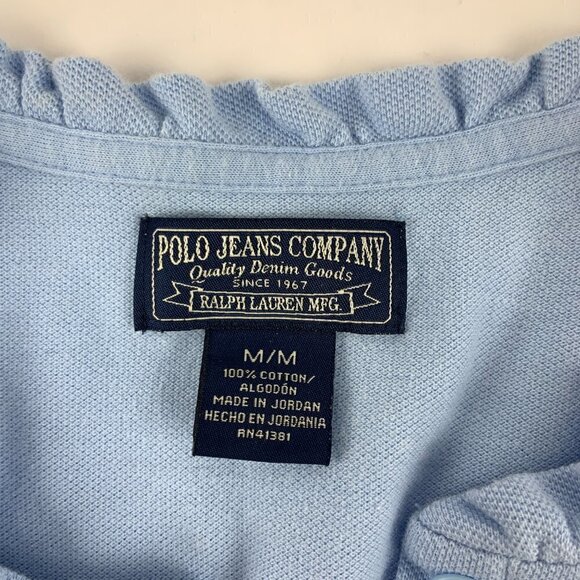 POLO JEANS COMPANY
Quality Denim Goods
SINCE 1967
RALPH LAUREN MFG.
M/M
100% COTTON/
ALGODÓN
MADE IN JORDAN
HECHO EN JORDANIA
RN41381